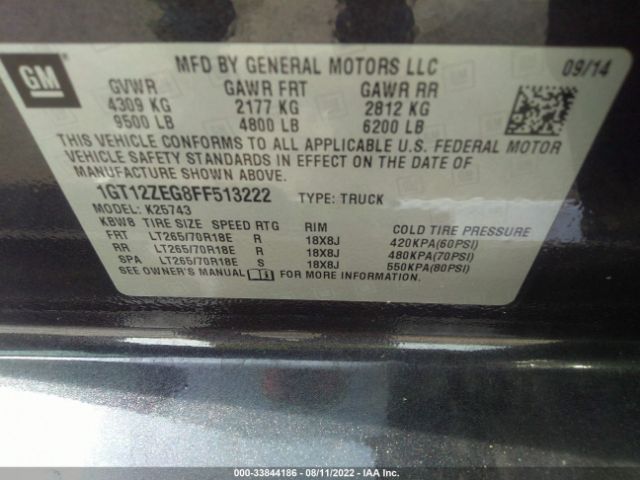 GM
MFD BY GENERAL MOTORS LLC 09/14
GVWR GAWR FRT GAWR RR
4309 KG 2177 KG 2812 KG
9500 LB 4800 LB 6200 LB
THIS VEHICLE CONFORMS TO ALL APPLICABLE U.S. FEDERAL MOTOR
VEHICLE SAFETY STANDARDS IN EFFECT ON THE DATE OF
MANUFACTURE SHOWN ABOVE.
1GT12ZEG8FF513222 TYPE: TRUCK
MODEL: K25743
KBW8 TIRE SIZE SPEED RTG RIM COLD TIRE PRESSURE
FRT LT265/70R18E R 18X8J 420KPA(60PSI)
RR LT265/70R18E R 18X8J 480KPA(70PSI)
SPA LT265/70R18E S 18X8J 550KPA(80PSI)
SEE OWNER'S MANUAL FOR MORE INFORMATION.
000-33844186 - 08/11/2022 - IAA Inc.